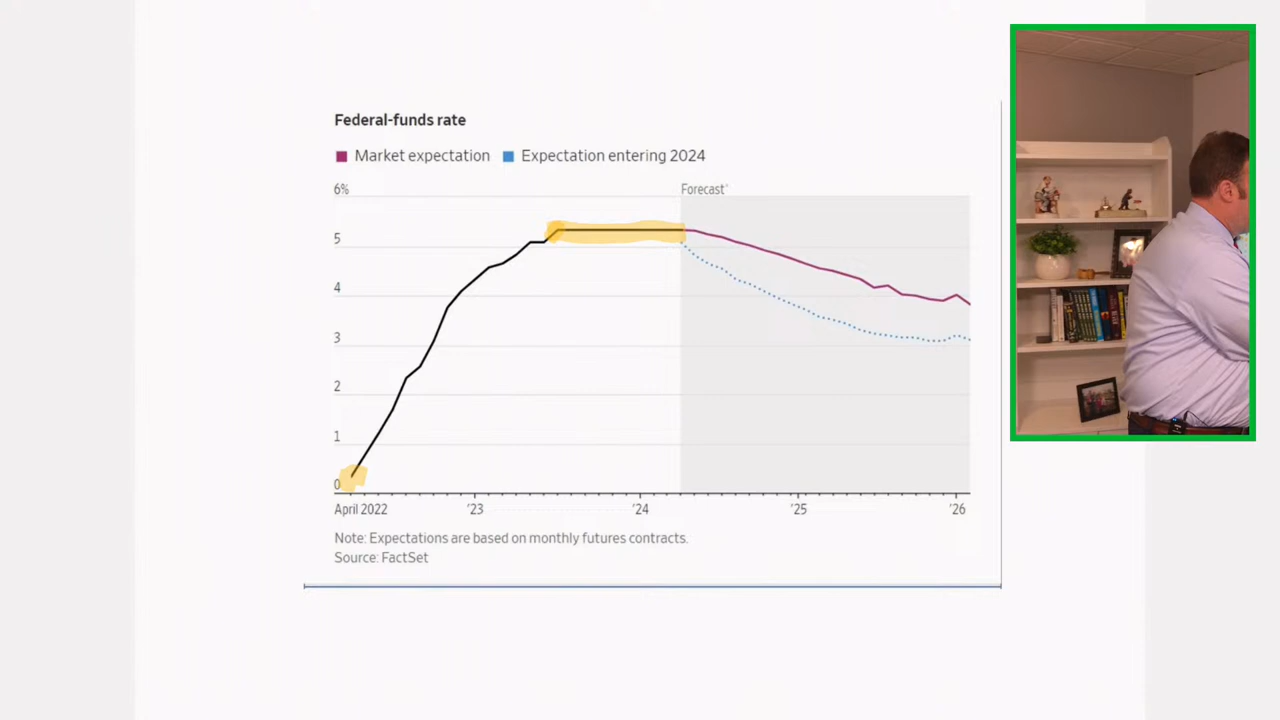 Federal-funds rate
Market expectation Expectation entering 2024
6%
Forecast*
5
4
3
2
1
0
April 2022 '23 '24 '25 '26
Note: Expectations are based on monthly futures contracts.
Source: FactSet